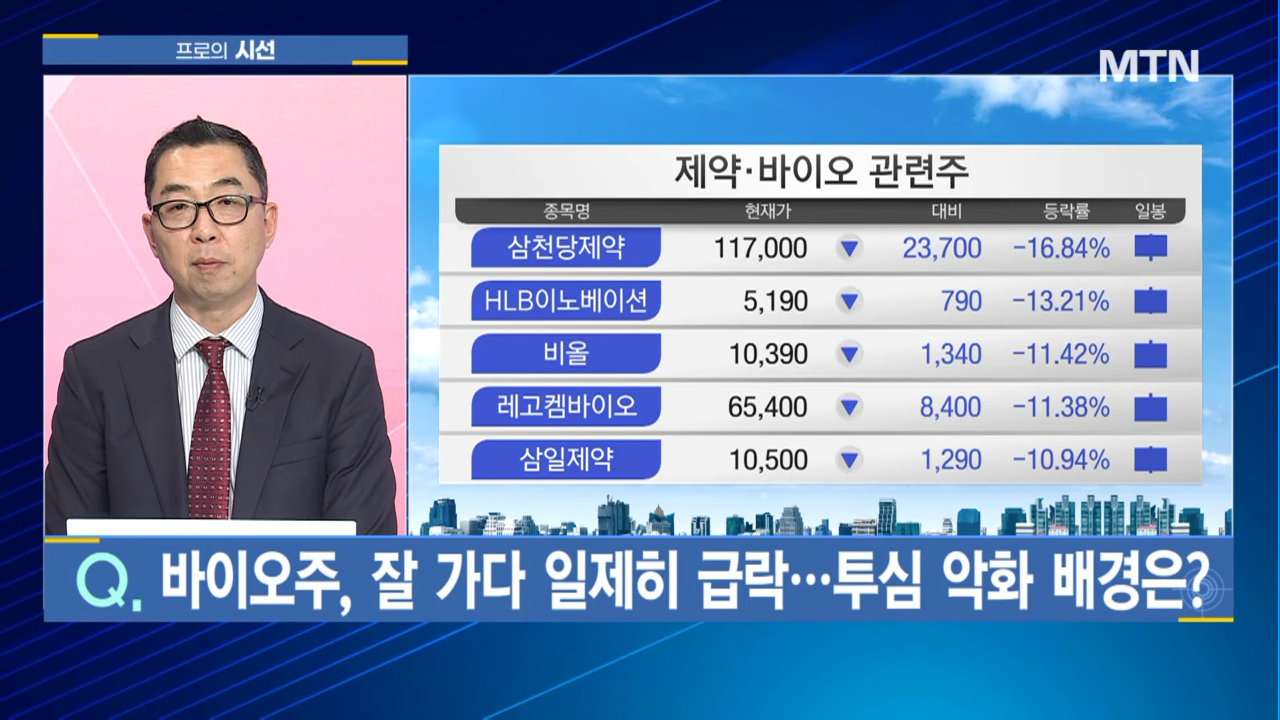 프로의 시선
MTN
제약·바이오 관련주
종목명 현재가 대비 등락률 일봉
삼천당제약 117,000 ▼ 23,700 -16.84%
HLB이노베이션 5,190 ▼ 790 -13.21%
비올 10,390 ▼ 1,340 -11.42%
레고켐바이오 65,400 ▼ 8,400 -11.38%
삼일제약 10,500 ▼ 1,290 -10.94%
Q. 바이오주, 잘 가다 일제히 급락…투심 악화 배경은?